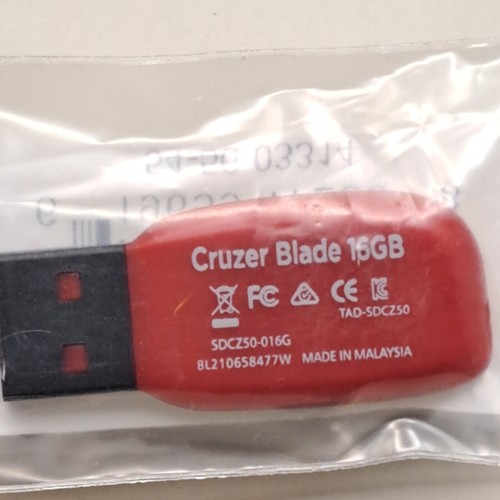 Cruzer Blade 16GB
FC CE
TAD-SDCZ50
SDCZ50-016G
BL210658477W MADE IN MALAYSIA